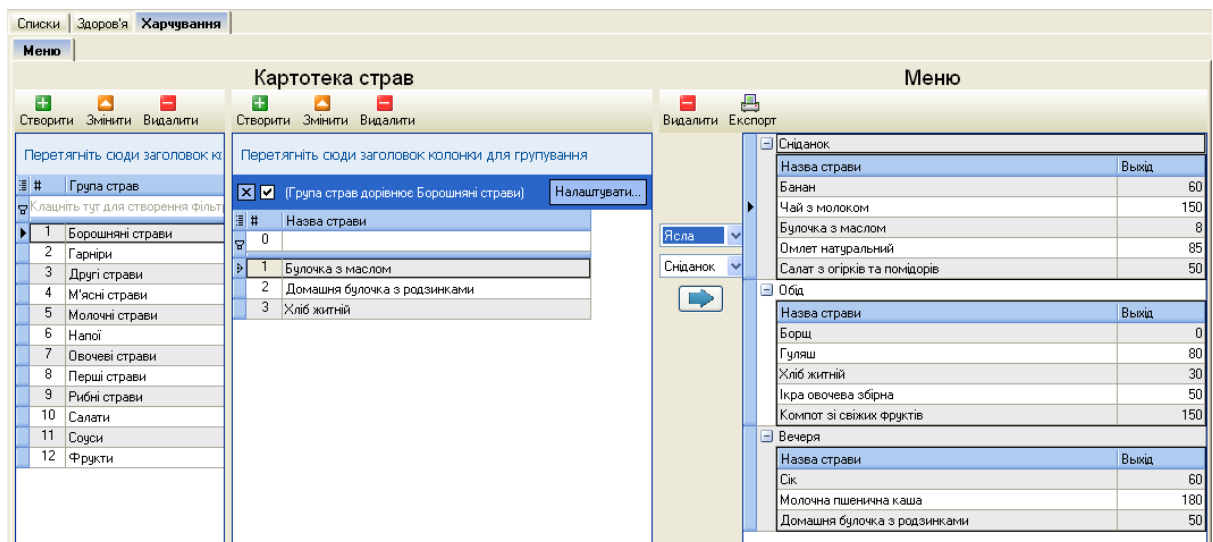 Списки Здоров'я Харчування
Меню
Картотека страв Меню
Створити Змінити Видалити Створити Змінити Видалити Видалити Експорт
Перетягніть сюди заголовок кс
# Група страв
Клацніть тут для створення фільт
1 Борошняні страви
2 Гарніри
3 Другі страви
4 М'ясні страви
5 Молочні страви
6 Напої
7 Овочеві страви
8 Перші страви
9 Рибні страви
10 Салати
11 Соуси
12 Фрукти
Перетягніть сюди заголовок колонки для групування
(Група страв дорівнює Борошняні страви) Налаштувати...
# Назва страви
0
1 Булочка з маслом
2 Домашня булочка з родзинками
3 Хліб житній
Ясла
Сніданок
Сніданок
Назва страви Выхід
Банан 60
Чай з молоком 150
Булочка з маслом 8
Омлет натуральний 85
Салат з огірків та помідорів 50
Обід
Назва страви Выхід
Борщ 0
Гуляш 80
Хліб житній 30
Ікра овочева збірна 50
Компот зі свіжих фруктів 150
Вечеря
Назва страви Выхід
Сік 60
Молочна пшенична каша 180
Домашня булочка з родзинками 50